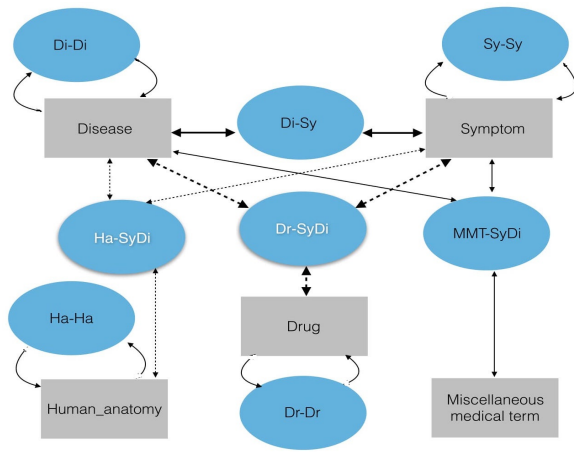 Di-Di
Sy-Sy
Disease
Di-Sy
Symptom
Ha-SyDi
Dr-SyDi
MMT-SyDi
Ha-Ha
Drug
Human_anatomy
Dr-Dr
Miscellaneous
medical term